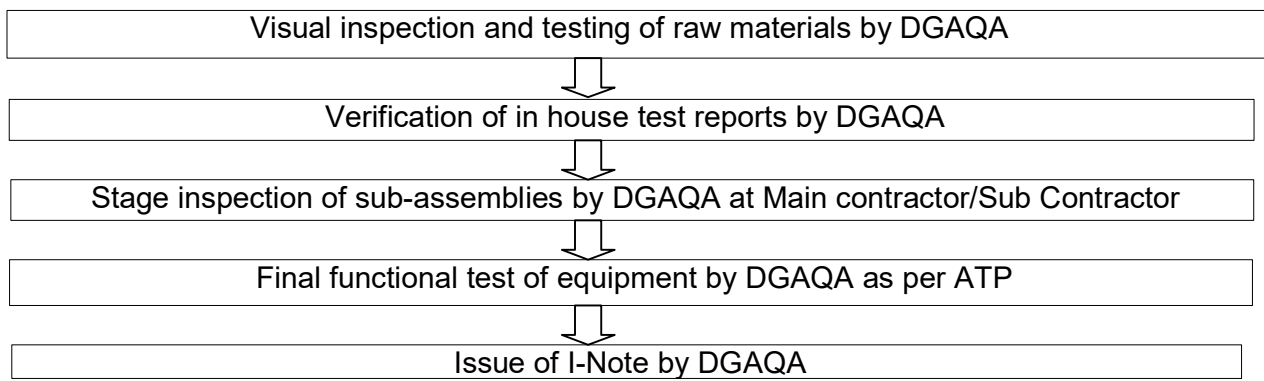 Visual inspection and testing of raw materials by DGAQA
Verification of in house test reports by DGAQA
Stage inspection of sub-assemblies by DGAQA at Main contractor/Sub Contractor
Final functional test of equipment by DGAQA as per ATP
Issue of I-Note by DGAQA